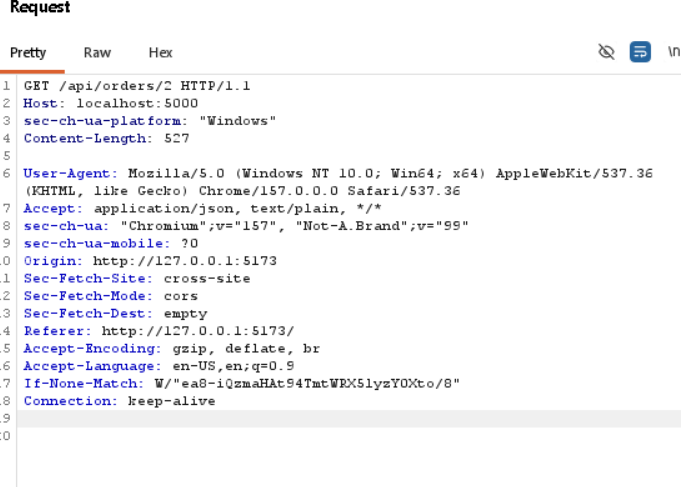 Request
Pretty Raw Hex \n
1 GET /api/orders/2 HTTP/1.1
2 Host: localhost:5000
3 sec-ch-ua-platform: "Windows"
4 Content-Length: 527
5
6 User-Agent: Mozilla/5.0 (Windows NT 10.0; Win64; x64) AppleWebKit/537.36
(KHTML, like Gecko) Chrome/157.0.0.0 Safari/537.36
7 Accept: application/json, text/plain, */*
8 sec-ch-ua: "Chromium";v="157", "Not-A.Brand";v="99"
9 sec-ch-ua-mobile: ?0
10 Origin: http://127.0.0.1:5173
11 Sec-Fetch-Site: cross-site
12 Sec-Fetch-Mode: cors
13 Sec-Fetch-Dest: empty
14 Referer: http://127.0.0.1:5173/
15 Accept-Encoding: gzip, deflate, br
16 Accept-Language: en-US,en;q=0.9
17 If-None-Match: W/"ea8-iQzmaHAt94TmtWRX5lyzY0Xto/8"
18 Connection: keep-alive
19
20